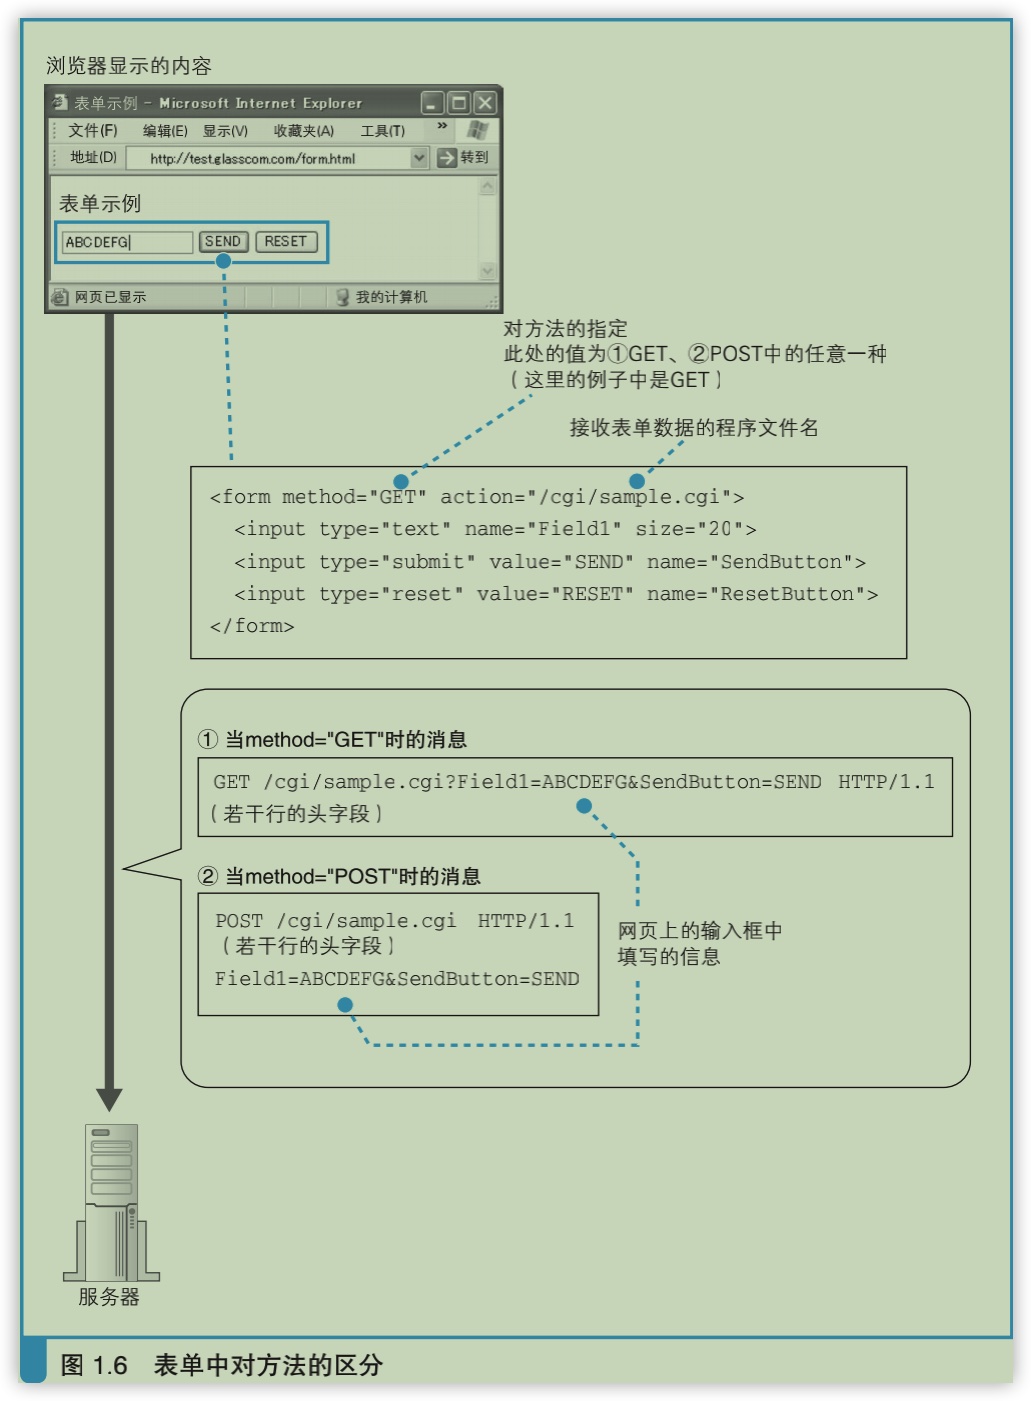 浏览器显示的内容
表单示例 - Microsoft Internet Explorer
文件(F) 编辑(E) 显示(V) 收藏夹(A) 工具(T) »
地址(D) http://test.glasscom.com/form.html 转到
表单示例
ABCDEFG SEND RESET
网页已显示 我的计算机
对方法的指定
此处的值为①GET、②POST中的任意一种
（这里的例子中是GET）
接收表单数据的程序文件名
<form method="GET" action="/cgi/sample.cgi">
<input type="text" name="Field1" size="20">
<input type="submit" value="SEND" name="SendButton">
<input type="reset" value="RESET" name="ResetButton">
</form>
① 当method="GET"时的消息
GET /cgi/sample.cgi?Field1=ABCDEFG&SendButton=SEND HTTP/1.1
（若干行的头字段）
② 当method="POST"时的消息
POST /cgi/sample.cgi HTTP/1.1
（若干行的头字段）
Field1=ABCDEFG&SendButton=SEND
网页上的输入框中
填写的信息
服务器
图 1.6 表单中对方法的区分